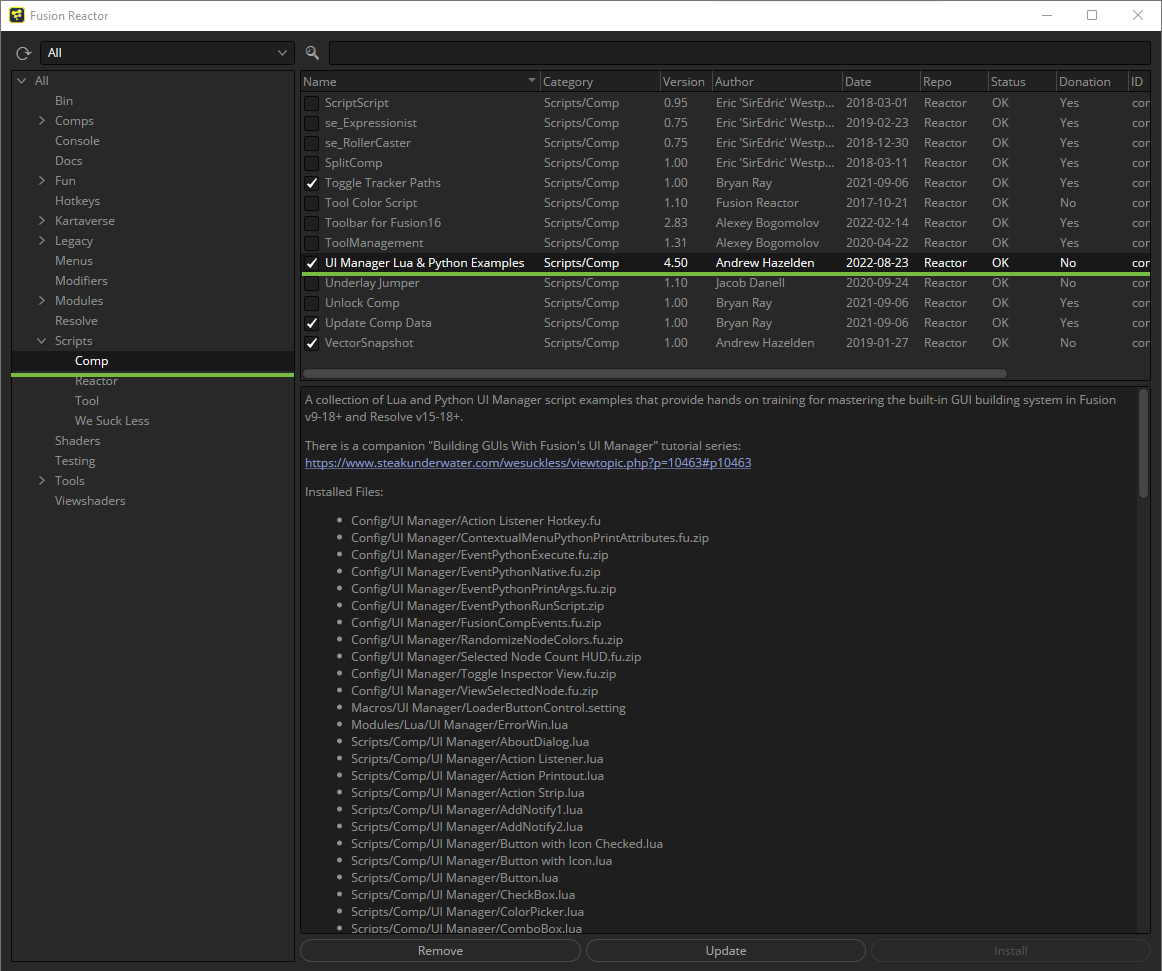 Fusion Reactor
All
All
Bin
Comps
Console
Docs
Fun
Hotkeys
Kartaverse
Legacy
Menus
Modifiers
Modules
Resolve
Scripts
Comp
Reactor
Tool
We Suck Less
Shaders
Testing
Tools
Viewshaders
Name Category Version Author Date Repo Status Donation ID
ScriptScript Scripts/Comp 0.95 Eric 'SirEdric' Westp... 2018-03-01 Reactor OK Yes cor
se_Expressionist Scripts/Comp 0.75 Eric 'SirEdric' Westp... 2019-02-23 Reactor OK Yes cor
se_RollerCaster Scripts/Comp 0.75 Eric 'SirEdric' Westp... 2018-12-30 Reactor OK Yes cor
SplitComp Scripts/Comp 1.00 Eric 'SirEdric' Westp... 2018-03-11 Reactor OK Yes cor
Toggle Tracker Paths Scripts/Comp 1.00 Bryan Ray 2021-09-06 Reactor OK Yes cor
Tool Color Script Scripts/Comp 1.10 Fusion Reactor 2017-10-21 Reactor OK No cor
Toolbar for Fusion16 Scripts/Comp 2.83 Alexey Bogomolov 2022-02-14 Reactor OK Yes cor
ToolManagement Scripts/Comp 1.31 Alexey Bogomolov 2020-04-22 Reactor OK Yes cor
UI Manager Lua & Python Examples Scripts/Comp 4.50 Andrew Hazelden 2022-08-23 Reactor OK No cor
Underlay Jumper Scripts/Comp 1.10 Jacob Danell 2020-09-24 Reactor OK No cor
Unlock Comp Scripts/Comp 1.00 Bryan Ray 2021-09-06 Reactor OK Yes cor
Update Comp Data Scripts/Comp 1.00 Bryan Ray 2021-09-06 Reactor OK Yes cor
VectorSnapshot Scripts/Comp 1.00 Andrew Hazelden 2019-01-27 Reactor OK No cor
A collection of Lua and Python UI Manager script examples that provide hands on training for mastering the built-in GUI building system in Fusion
v9-18+ and Resolve v15-18+.
There is a companion "Building GUIs With Fusion's UI Manager" tutorial series:
https://www.steakunderwater.com/wesuckless/viewtopic.php?p=10463#p10463
Installed Files:
• Config/UI Manager/Action Listener Hotkey.fu
• Config/UI Manager/ContextualMenuPythonPrintAttributes.fu.zip
• Config/UI Manager/EventPythonExecute.fu.zip
• Config/UI Manager/EventPythonNative.fu.zip
• Config/UI Manager/EventPythonPrintArgs.fu.zip
• Config/UI Manager/EventPythonRunScript.zip
• Config/UI Manager/FusionCompEvents.fu.zip
• Config/UI Manager/RandomizeNodeColors.fu.zip
• Config/UI Manager/Selected Node Count HUD.fu.zip
• Config/UI Manager/Toggle Inspector View.fu.zip
• Config/UI Manager/ViewSelectedNode.fu.zip
• Macros/UI Manager/LoaderButtonControl.setting
• Modules/Lua/UI Manager/ErrorWin.lua
• Scripts/Comp/UI Manager/AboutDialog.lua
• Scripts/Comp/UI Manager/Action Listener.lua
• Scripts/Comp/UI Manager/Action Printout.lua
• Scripts/Comp/UI Manager/Action Strip.lua
• Scripts/Comp/UI Manager/AddNotify1.lua
• Scripts/Comp/UI Manager/AddNotify2.lua
• Scripts/Comp/UI Manager/Button with Icon Checked.lua
• Scripts/Comp/UI Manager/Button with Icon.lua
• Scripts/Comp/UI Manager/Button.lua
• Scripts/Comp/UI Manager/CheckBox.lua
• Scripts/Comp/UI Manager/ColorPicker.lua
• Scripts/Comp/UI Manager/ComboBox.lua
Remove Update Install